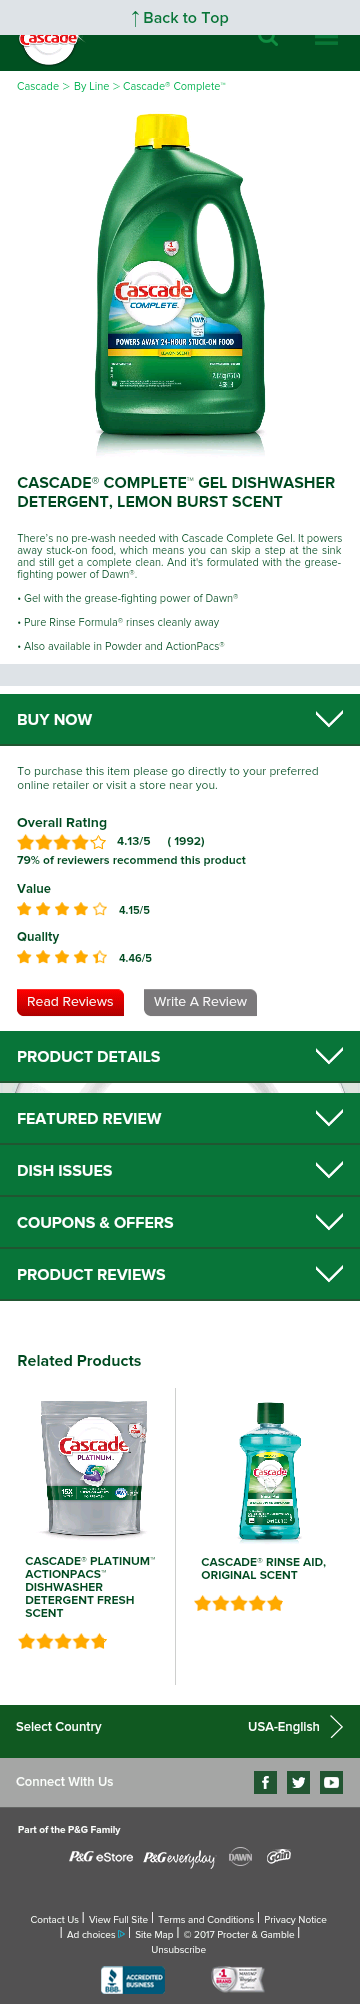 ↑ Back to Top
Cascade
Cascade > By Line > Cascade® Complete™
Cascade
COMPLETE
POWERS AWAY 24-HOUR STUCK-ON FOOD
LEMON SCENT
CASCADE® COMPLETE™ GEL DISHWASHER
DETERGENT, LEMON BURST SCENT
There's no pre-wash needed with Cascade Complete Gel. It powers
away stuck-on food, which means you can skip a step at the sink
and still get a complete clean. And it's formulated with the grease-
fighting power of Dawn®.
• Gel with the grease-fighting power of Dawn®
• Pure Rinse Formula® rinses cleanly away
• Also available in Powder and ActionPacs®
BUY NOW
To purchase this item please go directly to your preferred
online retailer or visit a store near you.
Overall Rating
4.13/5 ( 1992)
79% of reviewers recommend this product
Value
4.15/5
Quality
4.46/5
Read Reviews Write A Review
PRODUCT DETAILS
FEATURED REVIEW
DISH ISSUES
COUPONS & OFFERS
PRODUCT REVIEWS
Related Products
Cascade
PLATINUM
CASCADE® PLATINUM™
ACTIONPACS™
DISHWASHER
DETERGENT FRESH
SCENT
Cascade
CASCADE® RINSE AID,
ORIGINAL SCENT
Select Country USA-English
Connect With Us
Part of the P&G Family
P&G eStore P&G everyday DAWN Gain
Contact Us | View Full Site | Terms and Conditions | Privacy Notice
| Ad choices | Site Map | © 2017 Procter & Gamble |
Unsubscribe
BBB ACCREDITED BUSINESS